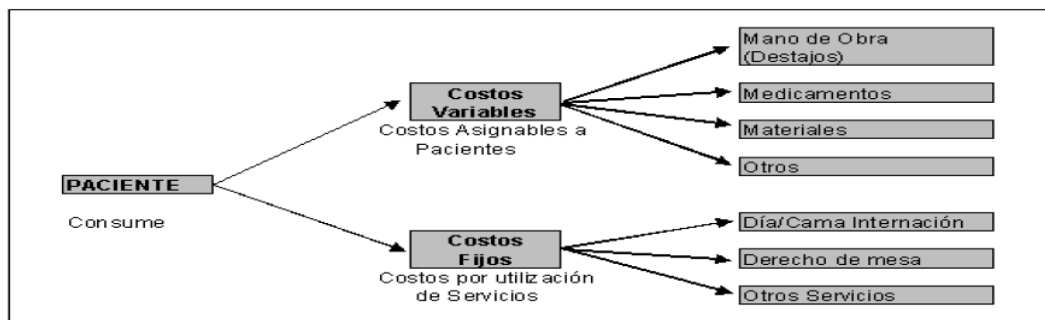 PACIENTE
Consume
Costos
Variables
Costos Asignables a
Pacientes
Mano de Obra
(Destajos)
Medicamentos
Materiales
Otros
Costos
Fijos
Costos por utilización
de Servicios
Día/Cama Internación
Derecho de mesa
Otros Servicios